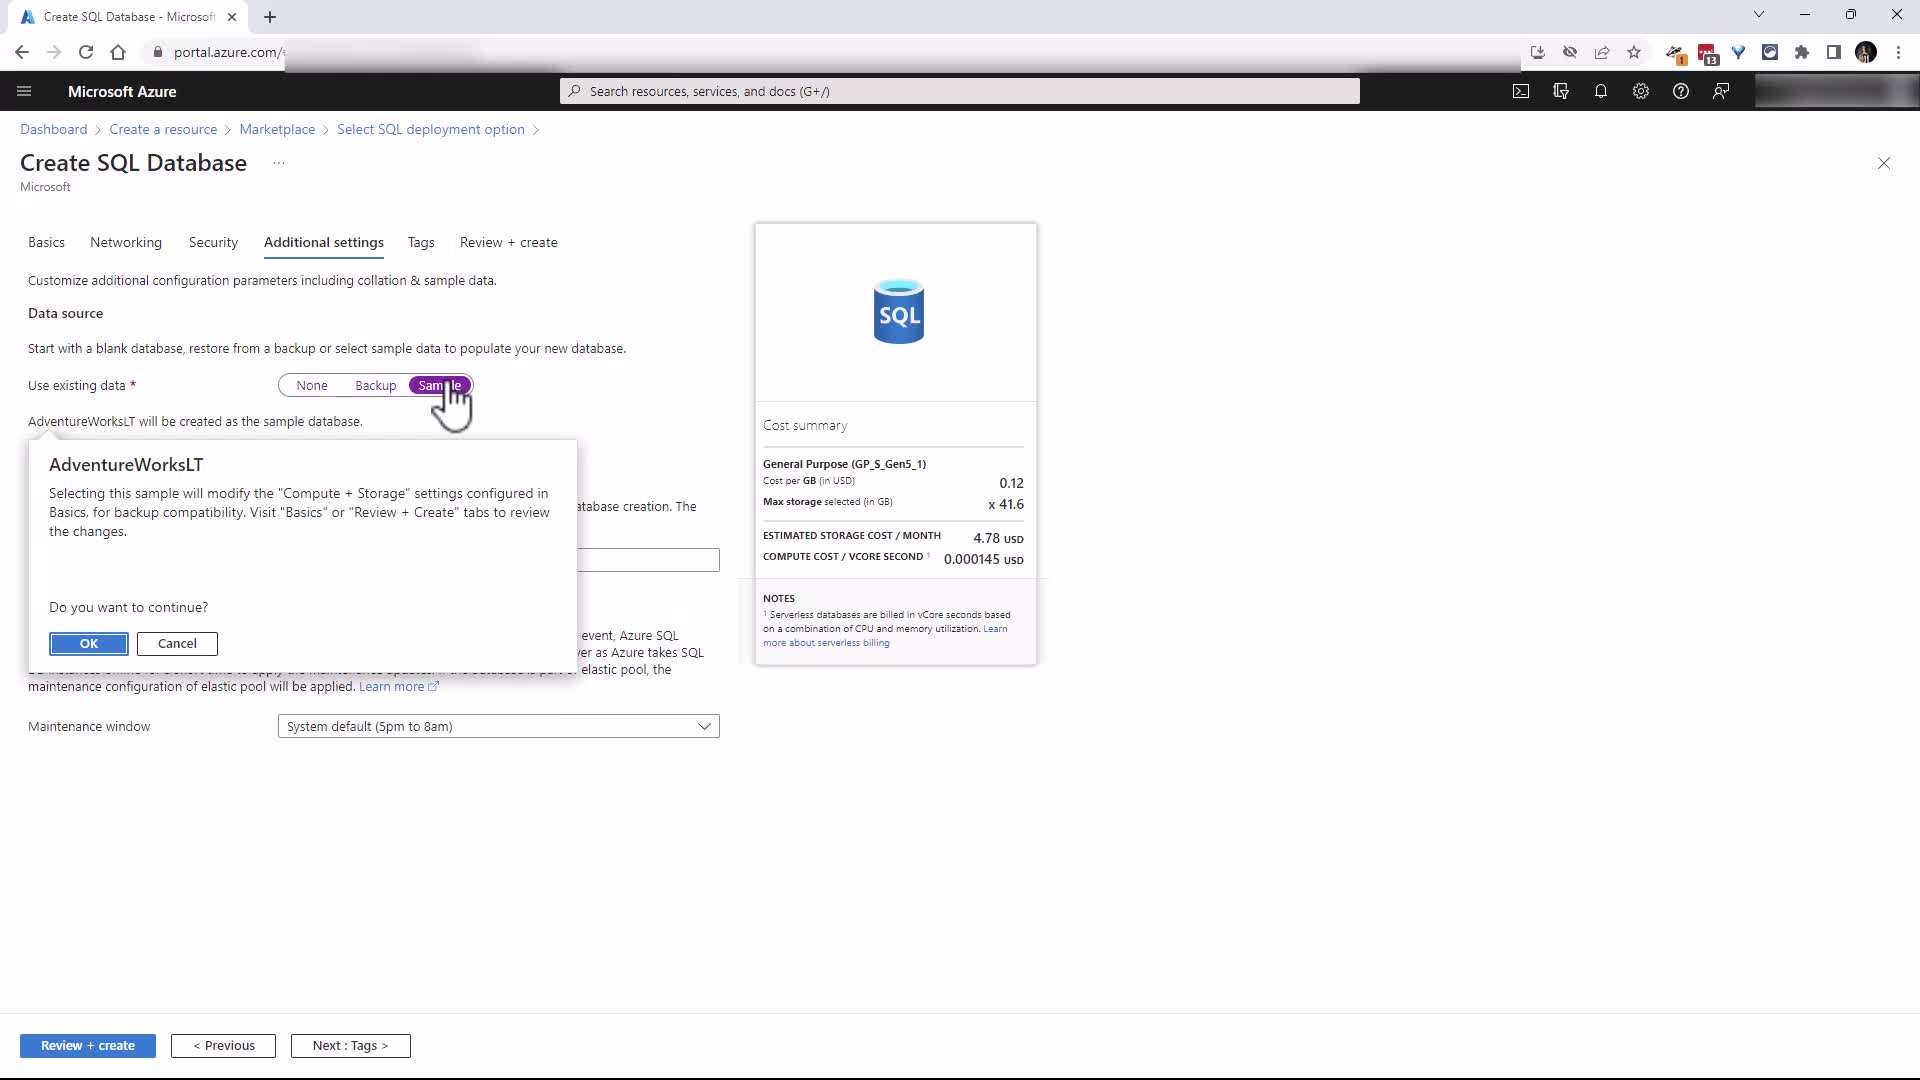 Create SQL Database - Microsoft
portal.azure.com/
1
13
Microsoft Azure
Search resources, services, and docs (G+/)
Dashboard > Create a resource > Marketplace > Select SQL deployment option >
Create SQL Database ...
Microsoft
Basics Networking Security Additional settings Tags Review + create
Customize additional configuration parameters including collation & sample data.
Data source
Start with a blank database, restore from a backup or select sample data to populate your new database.
Use existing data * None Backup Sample
AdventureWorksLT will be created as the sample database.
AdventureWorksLT
Selecting this sample will modify the "Compute + Storage" settings configured in
Basics, for backup compatibility. Visit "Basics" or "Review + Create" tabs to review
the changes.
Do you want to continue?
OK Cancel
atabase creation. The
event, Azure SQL
er as Azure takes SQL
elastic pool, the
maintenance configuration of elastic pool will be applied. Learn more
Maintenance window System default (5pm to 8am)
SQL
Cost summary
General Purpose (GP_S_Gen5_1)
Cost per GB (in USD) 0.12
Max storage selected (in GB) x 41.6
ESTIMATED STORAGE COST / MONTH 4.78 USD
COMPUTE COST / VCORE SECOND 1 0.000145 USD
NOTES
1 Serverless databases are billed in vCore seconds based
on a combination of CPU and memory utilization. Learn
more about serverless billing
Review + create < Previous Next : Tags >